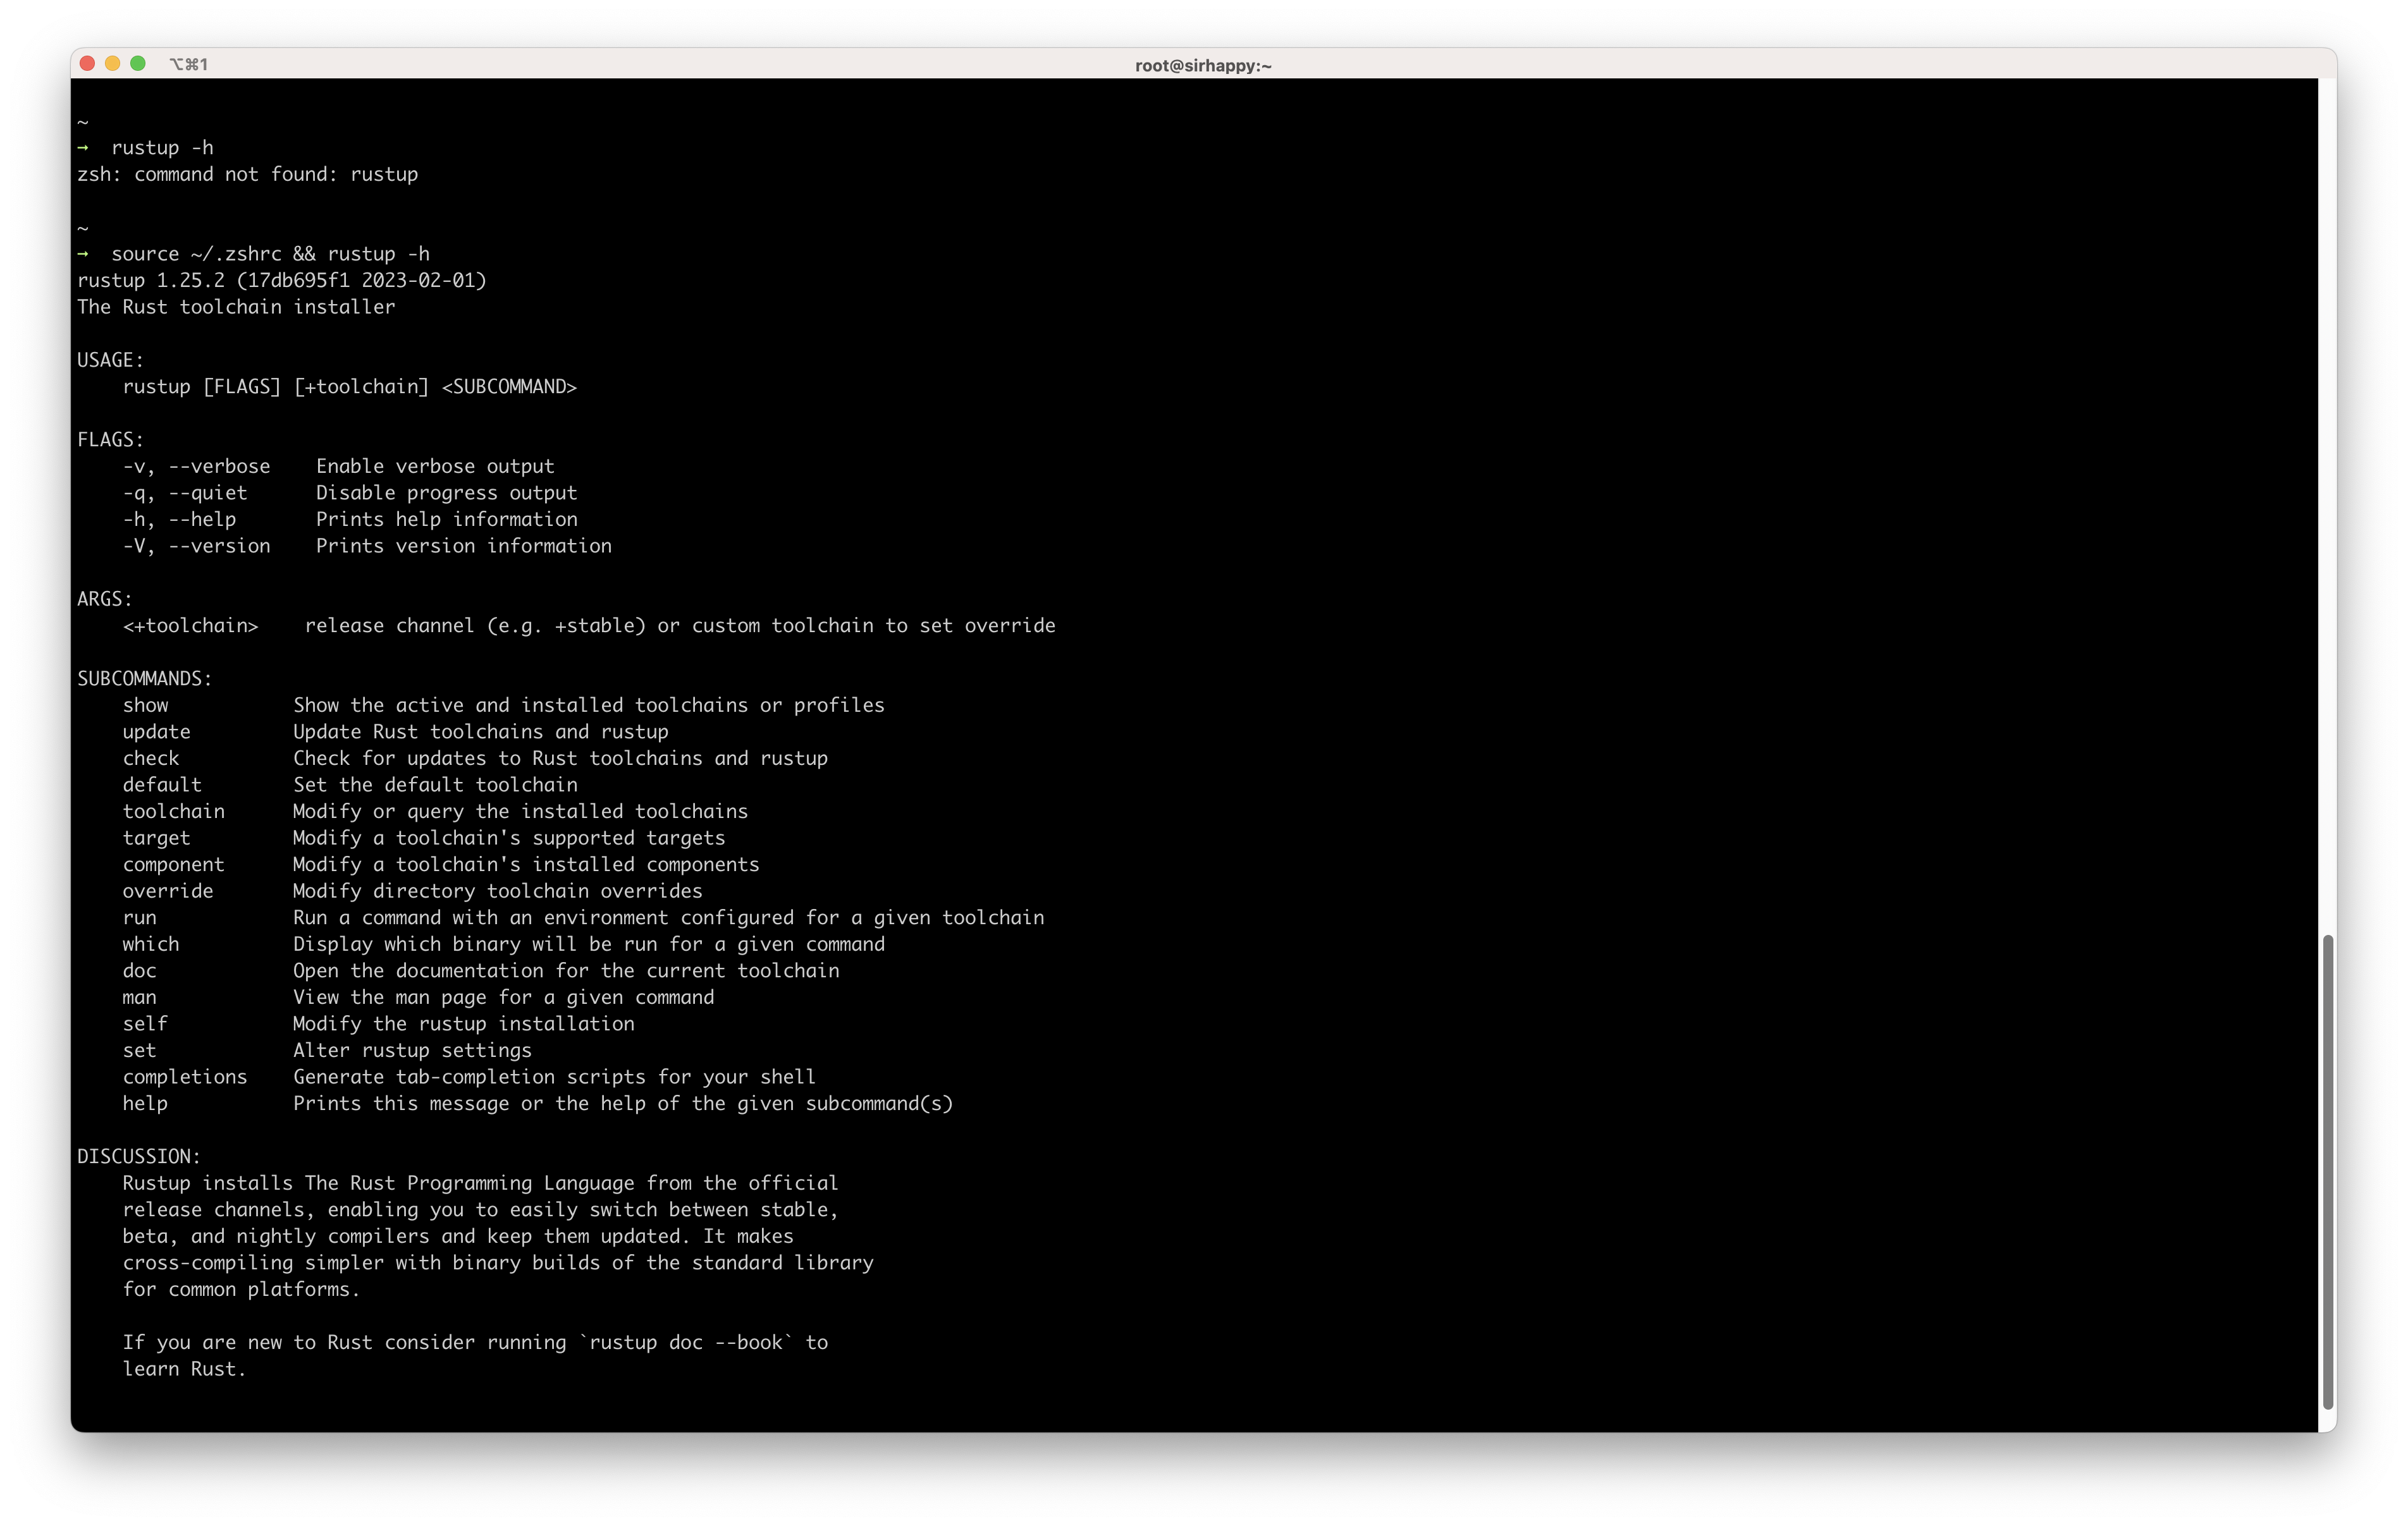 ⌥⌘1
root@sirhappy:~
~
→  rustup -h
zsh: command not found: rustup
~
→  source ~/.zshrc && rustup -h
rustup 1.25.2 (17db695f1 2023-02-01)
The Rust toolchain installer
USAGE:
    rustup [FLAGS] [+toolchain] <SUBCOMMAND>
FLAGS:
    -v, --verbose    Enable verbose output
    -q, --quiet      Disable progress output
    -h, --help       Prints help information
    -V, --version    Prints version information
ARGS:
    <+toolchain>    release channel (e.g. +stable) or custom toolchain to set override
SUBCOMMANDS:
    show           Show the active and installed toolchains or profiles
    update         Update Rust toolchains and rustup
    check          Check for updates to Rust toolchains and rustup
    default        Set the default toolchain
    toolchain      Modify or query the installed toolchains
    target         Modify a toolchain's supported targets
    component      Modify a toolchain's installed components
    override       Modify directory toolchain overrides
    run            Run a command with an environment configured for a given toolchain
    which          Display which binary will be run for a given command
    doc            Open the documentation for the current toolchain
    man            View the man page for a given command
    self           Modify the rustup installation
    set            Alter rustup settings
    completions    Generate tab-completion scripts for your shell
    help           Prints this message or the help of the given subcommand(s)
DISCUSSION:
    Rustup installs The Rust Programming Language from the official
    release channels, enabling you to easily switch between stable,
    beta, and nightly compilers and keep them updated. It makes
    cross-compiling simpler with binary builds of the standard library
    for common platforms.
    If you are new to Rust consider running `rustup doc --book` to
    learn Rust.